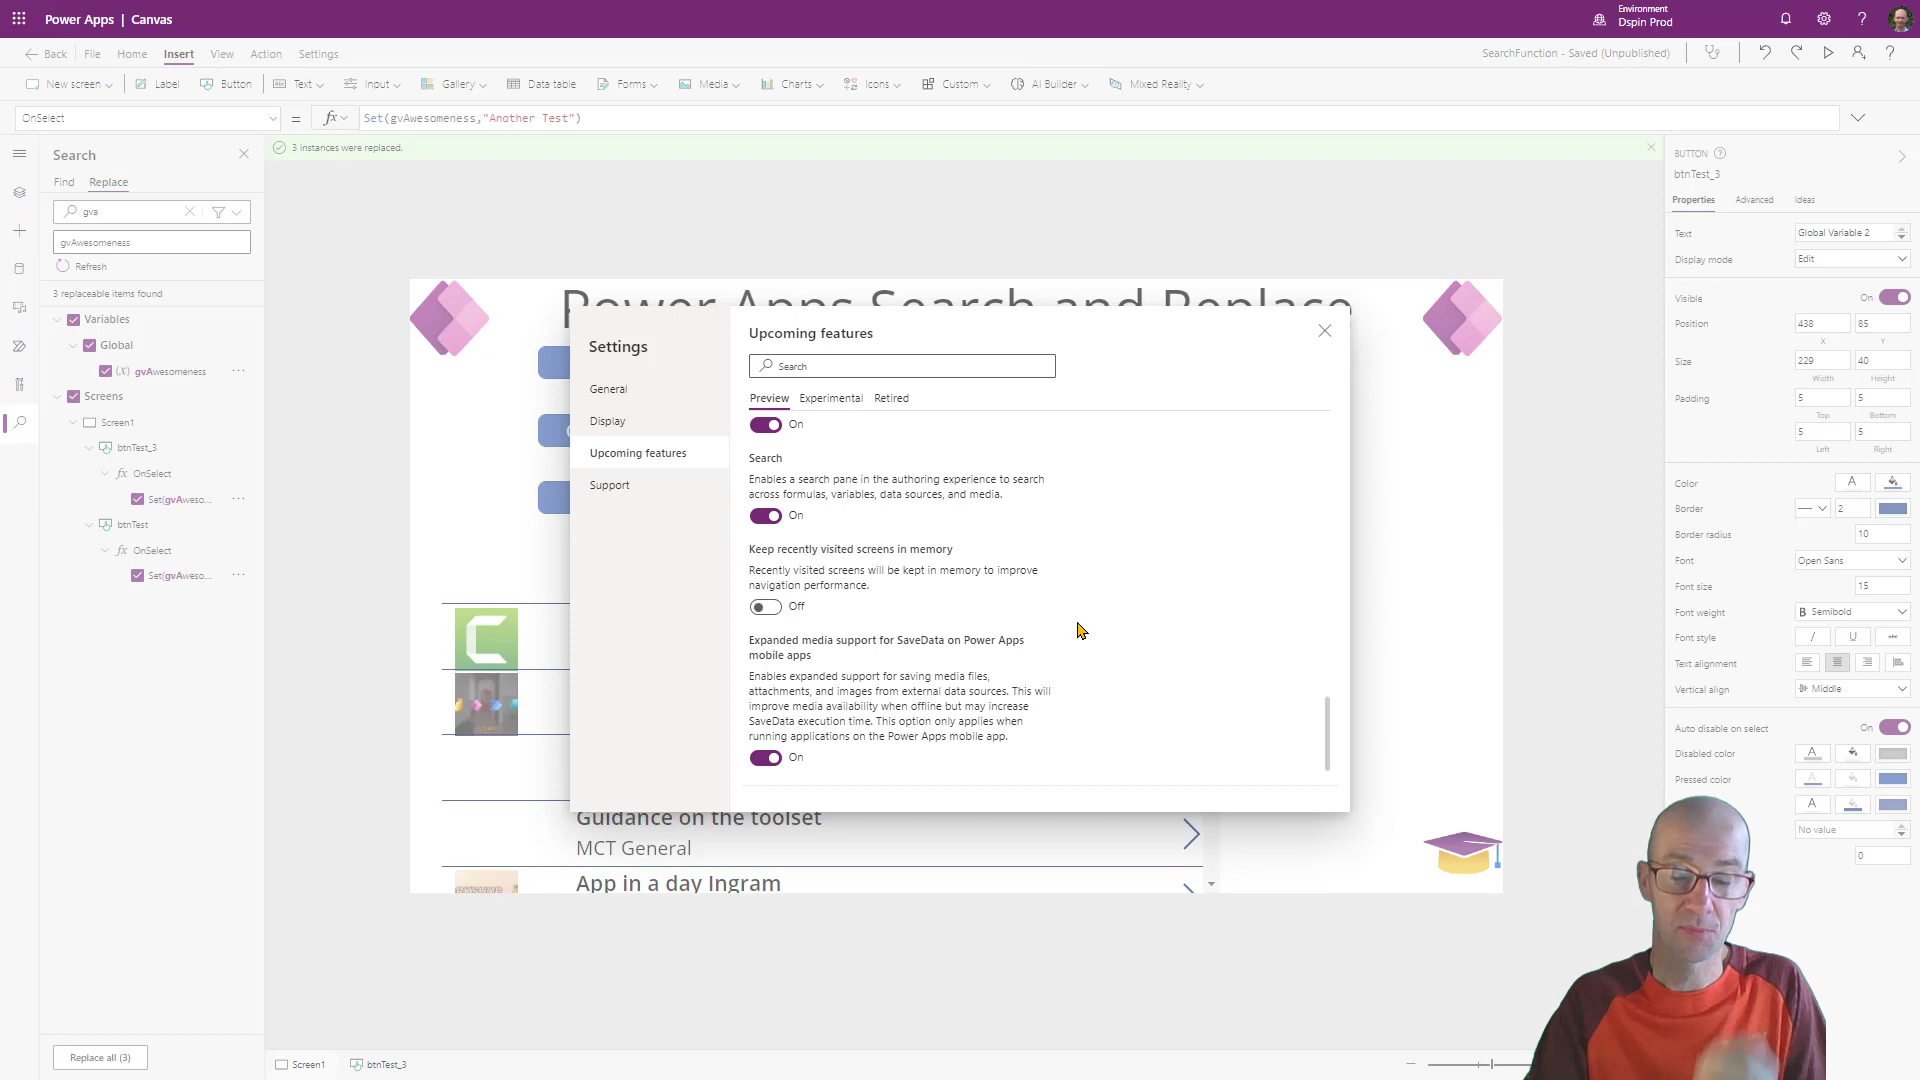 Power Apps | Canvas
Environment
Dspin Prod
Back
File
Home
Insert
View
Action
Settings
SearchFunction - Saved (Unpublished)
New screen
Label
Button
Text
Input
Gallery
Data table
Forms
Media
Charts
Icons
Custom
AI Builder
Mixed Reality
OnSelect
=
fx
Set(gvAwesomeness,"Another Test")
Search
Find
Replace
gva
gvAwesomeness
Refresh
3 replaceable items found
Variables
Global
(x) gvAwesomeness
Screens
Screen1
btnTest_3
fx OnSelect
Set(gvAweso...
btnTest
fx OnSelect
Set(gvAweso...
Replace all (3)
3 instances were replaced.
Power Apps Search and Replace
Settings
General
Display
Upcoming features
Support
Upcoming features
Search
Preview
Experimental
Retired
On
Search
Enables a search pane in the authoring experience to search
across formulas, variables, data sources, and media.
On
Keep recently visited screens in memory
Recently visited screens will be kept in memory to improve
navigation performance.
Off
Expanded media support for SaveData on Power Apps
mobile apps
Enables expanded support for saving media files,
attachments, and images from external data sources. This will
improve media availability when offline but may increase
SaveData execution time. This option only applies when
running applications on the Power Apps mobile app.
On
Guidance on the toolset
MCT General
App in a day Ingram
Screen1
btnTest_3
BUTTON
btnTest_3
Properties
Advanced
Ideas
Text
Global Variable 2
Display mode
Edit
Visible
On
Position
438
85
X
Y
Size
229
40
Width
Height
Padding
5
5
Top
Bottom
5
5
Left
Right
Color
A
Border
2
Border radius
10
Font
Open Sans
Font size
15
Font weight
B Semibold
Font style
/
U
Text alignment
Vertical align
Middle
Auto disable on select
On
Disabled color
A
Pressed color
A
A
No value
0